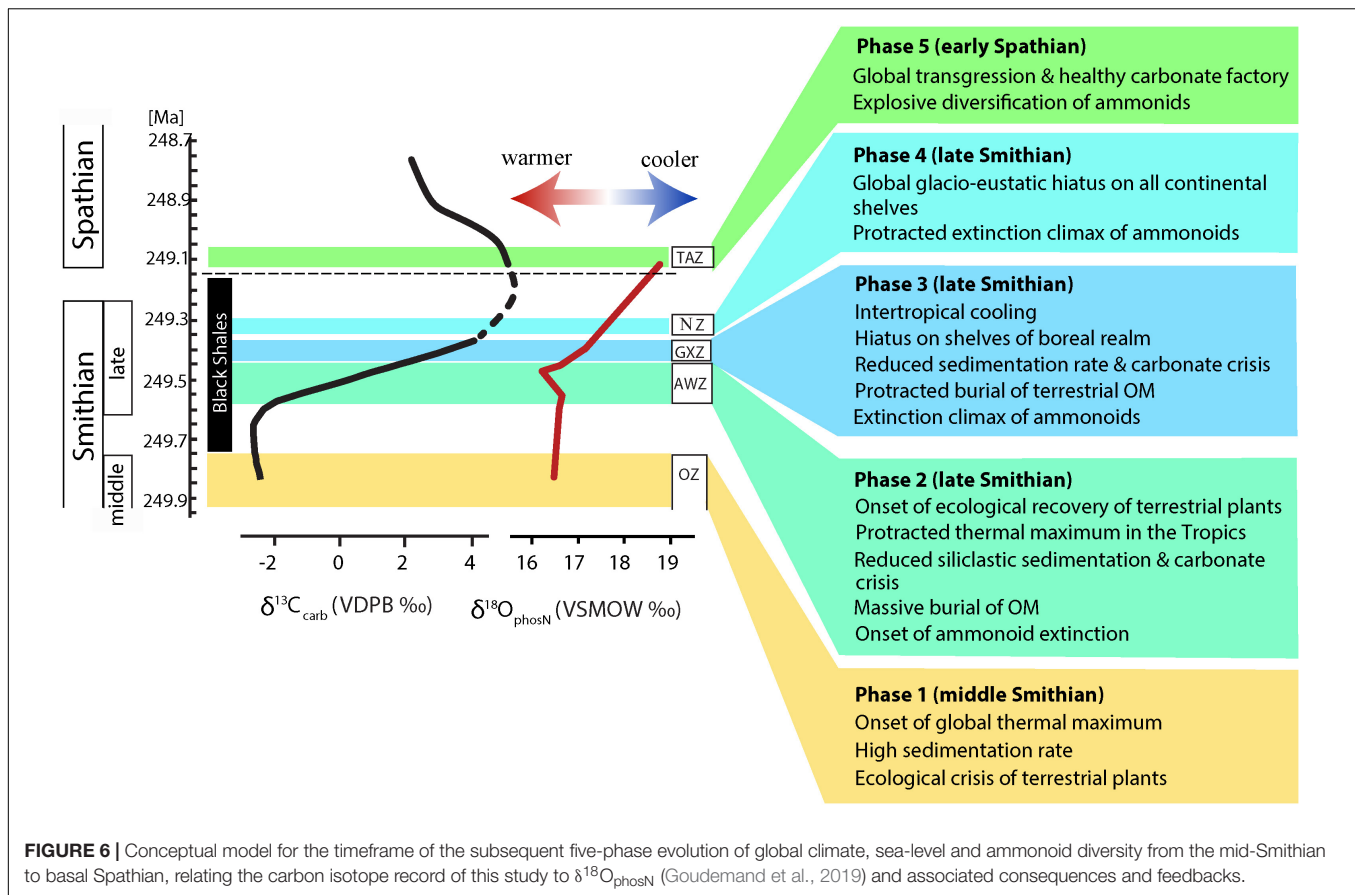 [Ma]
248.7
248.9
249.1
249.3
249.5
249.7
249.9
Spathian
Smithian
late
middle
Black Shales
warmer
cooler
TAZ
NZ
GXZ
AWZ
OZ
-2
0
2
4
16
17
18
19
δ13Ccarb (VDPB ‰)
δ18OphosN (VSMOW ‰)
Phase 5 (early Spathian)
Global transgression & healthy carbonate factory
Explosive diversification of ammonids
Phase 4 (late Smithian)
Global glacio-eustatic hiatus on all continental
shelves
Protracted extinction climax of ammonoids
Phase 3 (late Smithian)
Intertropical cooling
Hiatus on shelves of boreal realm
Reduced sedimentation rate & carbonate crisis
Protracted burial of terrestrial OM
Extinction climax of ammonoids
Phase 2 (late Smithian)
Onset of ecological recovery of terrestrial plants
Protracted thermal maximum in the Tropics
Reduced siliclastic sedimentation & carbonate
crisis
Massive burial of OM
Onset of ammonoid extinction
Phase 1 (middle Smithian)
Onset of global thermal maximum
High sedimentation rate
Ecological crisis of terrestrial plants
FIGURE 6 | Conceptual model for the timeframe of the subsequent five-phase evolution of global climate, sea-level and ammonoid diversity from the mid-Smithian
to basal Spathian, relating the carbon isotope record of this study to δ18OphosN (Goudemand et al., 2019) and associated consequences and feedbacks.